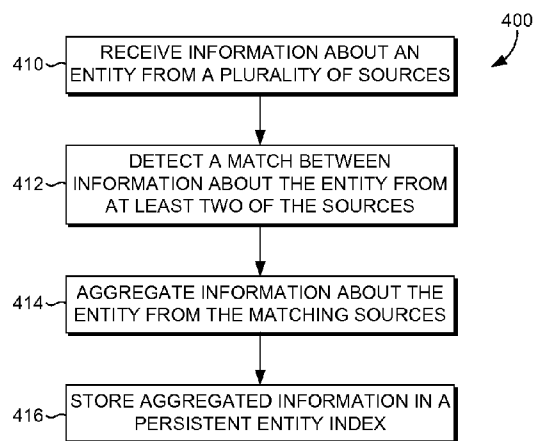 400
410
RECEIVE INFORMATION ABOUT AN
ENTITY FROM A PLURALITY OF SOURCES
412
DETECT A MATCH BETWEEN
INFORMATION ABOUT THE ENTITY FROM
AT LEAST TWO OF THE SOURCES
414
AGGREGATE INFORMATION ABOUT THE
ENTITY FROM THE MATCHING SOURCES
416
STORE AGGREGATED INFORMATION IN A
PERSISTENT ENTITY INDEX